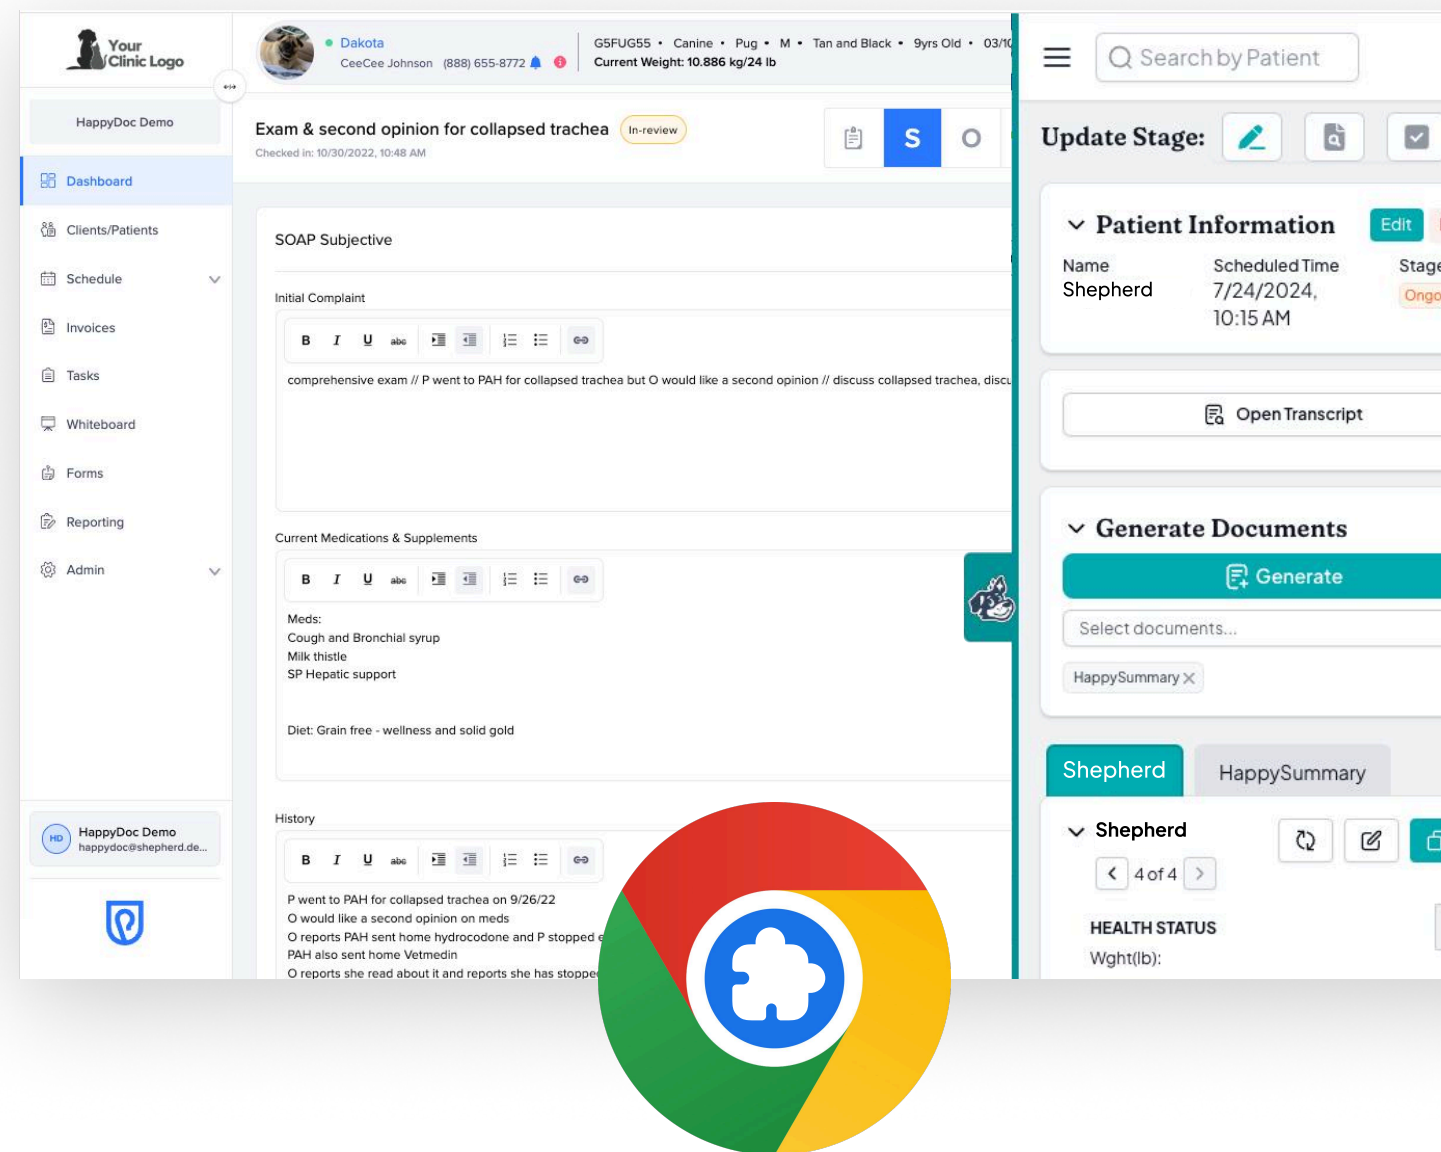 Your
Clinic Logo
HappyDoc Demo
Dashboard
Clients/Patients
Schedule
Invoices
Tasks
Whiteboard
Forms
Reporting
Admin
HD
HappyDoc Demo
happydoc@shepherd.de...
Dakota
CeeCee Johnson (888) 655-8772
G5FUG55 • Canine • Pug • M • Tan and Black • 9yrs Old • 03/10
Current Weight: 10.886 kg/24 lb
Exam & second opinion for collapsed trachea
In-review
Checked in: 10/30/2022, 10:48 AM
S
O
SOAP Subjective
Initial Complaint
B I U abc
comprehensive exam // P went to PAH for collapsed trachea but O would like a second opinion // discuss collapsed trachea, discu
Current Medications & Supplements
B I U abc
Meds:
Cough and Bronchial syrup
Milk thistle
SP Hepatic support
Diet: Grain free - wellness and solid gold
History
B I U abc
P went to PAH for collapsed trachea on 9/26/22
O would like a second opinion on meds
O reports PAH sent home hydrocodone and P stopped
PAH also sent home Vetmedin
O reports she read about it and reports she has stoppe
Search by Patient
Update Stage:
Patient Information
Edit
Name
Shepherd
Scheduled Time
7/24/2024,
10:15 AM
Stage
Ongo
Open Transcript
Generate Documents
Generate
Select documents...
HappySummary
Shepherd
HappySummary
Shepherd
4 of 4
HEALTH STATUS
Wght(lb):